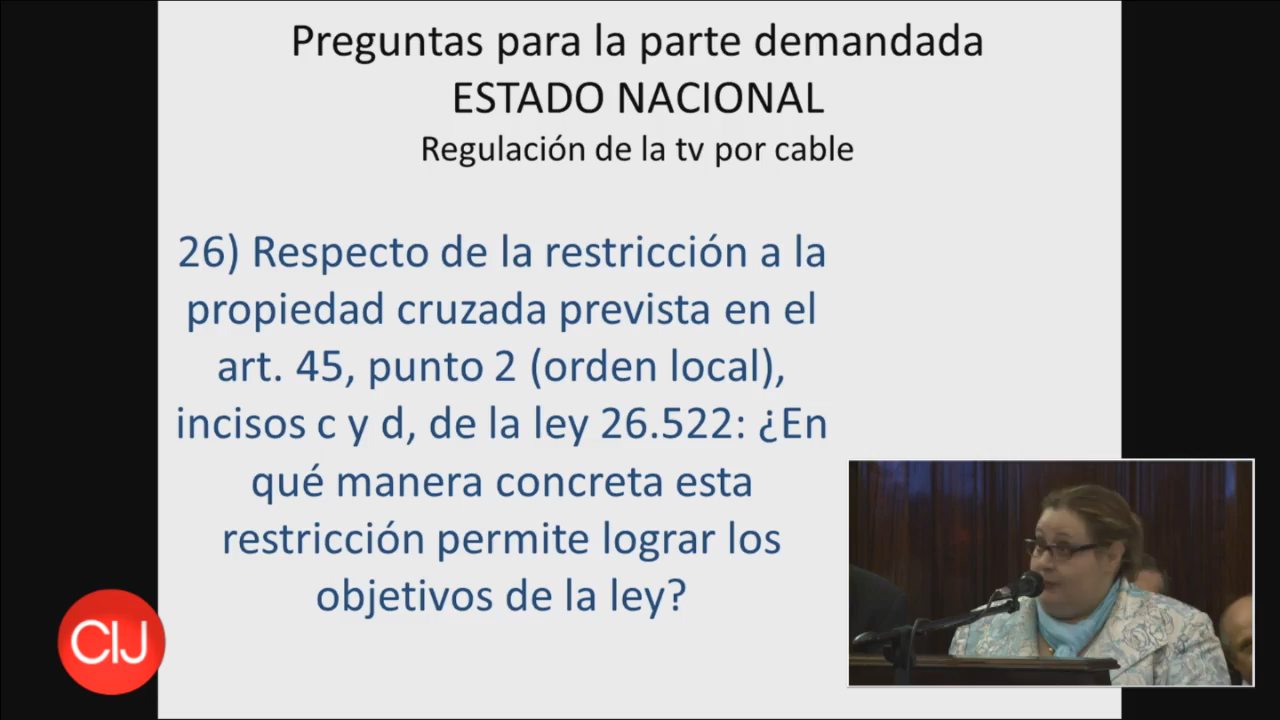 Preguntas para la parte demandada
ESTADO NACIONAL
Regulación de la tv por cable
26) Respecto de la restricción a la
propiedad cruzada prevista en el
art. 45, punto 2 (orden local),
incisos c y d, de la ley 26.522: ¿En
qué manera concreta esta
restricción permite lograr los
objetivos de la ley?
CIJ